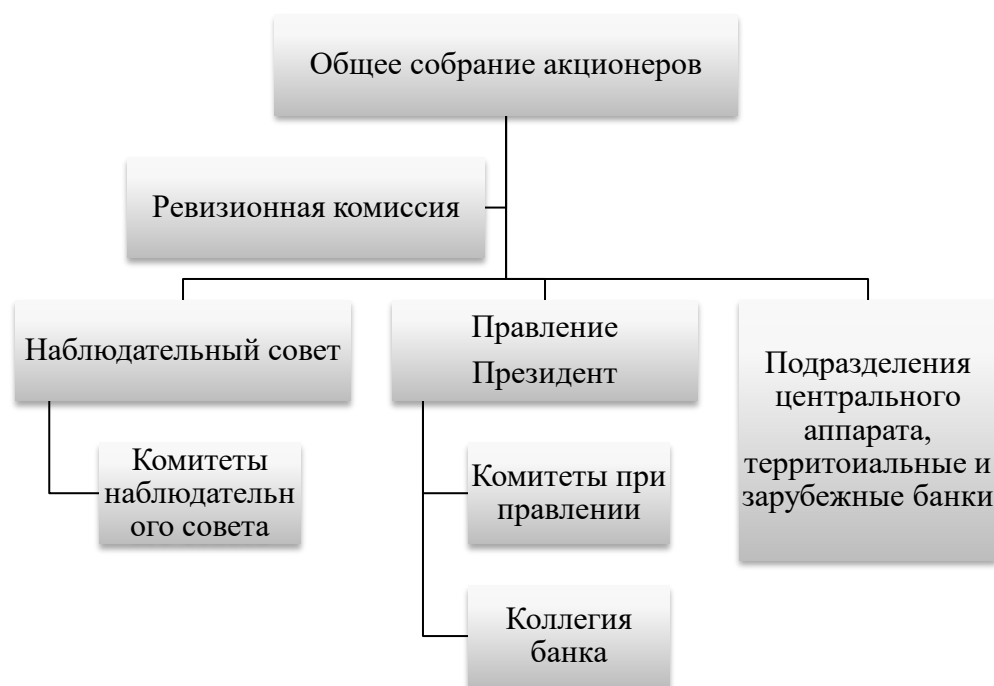 Общее собрание акционеров
Ревизионная комиссия
Наблюдательный совет
Комитеты
наблюдательн
ого совета
Правление
Президент
Комитеты при
правлении
Коллегия
банка
Подразделения
центрального
аппарата,
территоиальные и
зарубежные банки